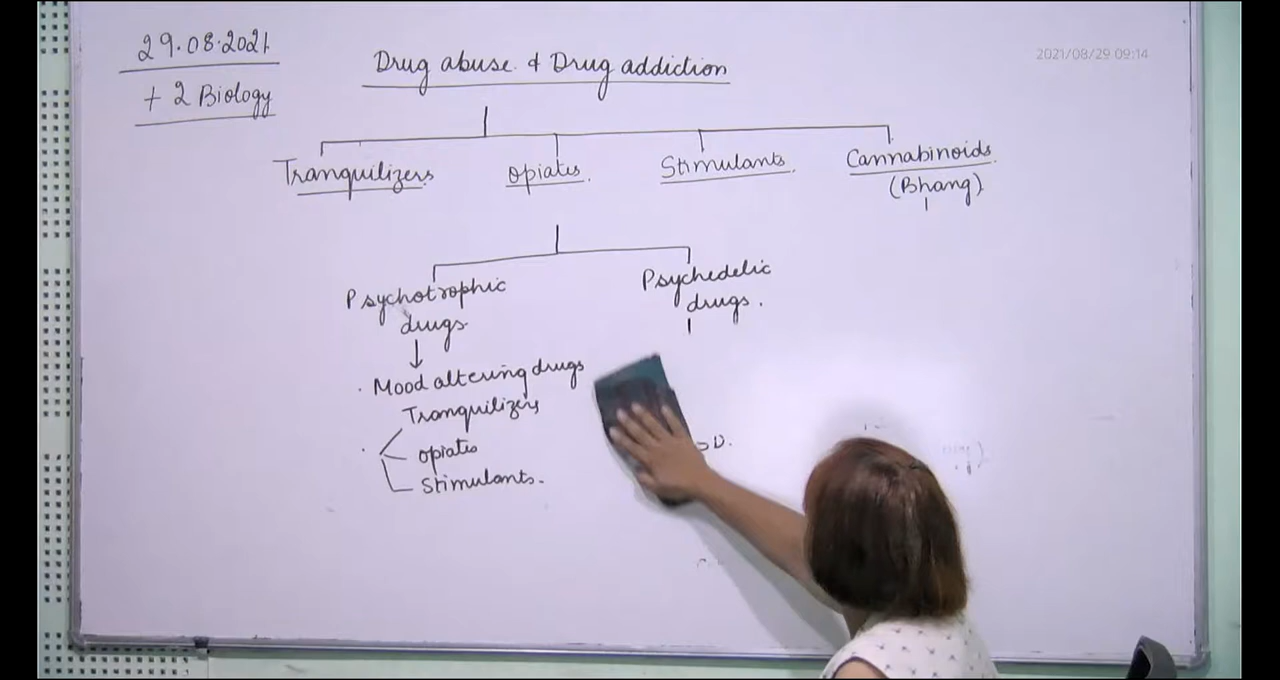 29.08.2021
+ 2 Biology
2021/08/29 09:14
Drug abuse & Drug addiction
Tranquilizers
opiates.
Stimulants.
Cannabinoids.
(Bhang)
Psychotrophic
drugs.
Psychedelic
drugs.
. Mood altering drugs
Tranquilizers
opiates
Stimulants.